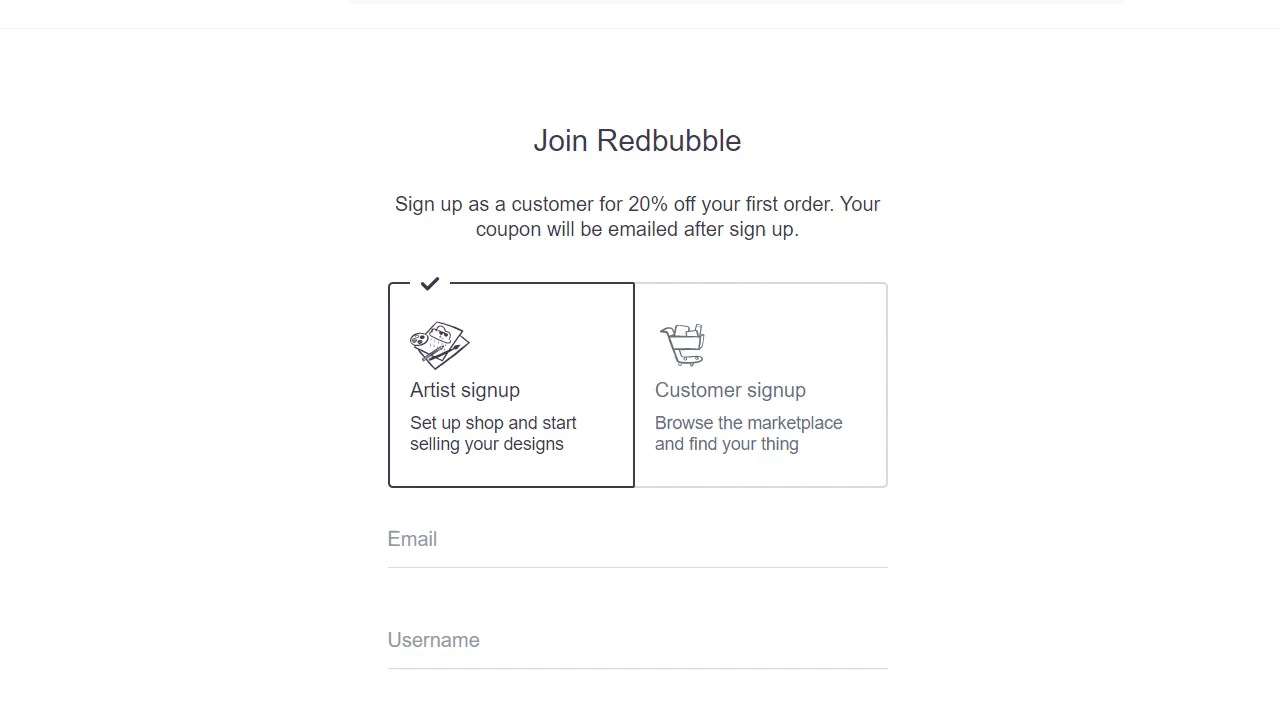 Join Redbubble
Sign up as a customer for 20% off your first order. Your
coupon will be emailed after sign up.
Artist signup
Set up shop and start
selling your designs
Customer signup
Browse the marketplace
and find your thing
Email
Username